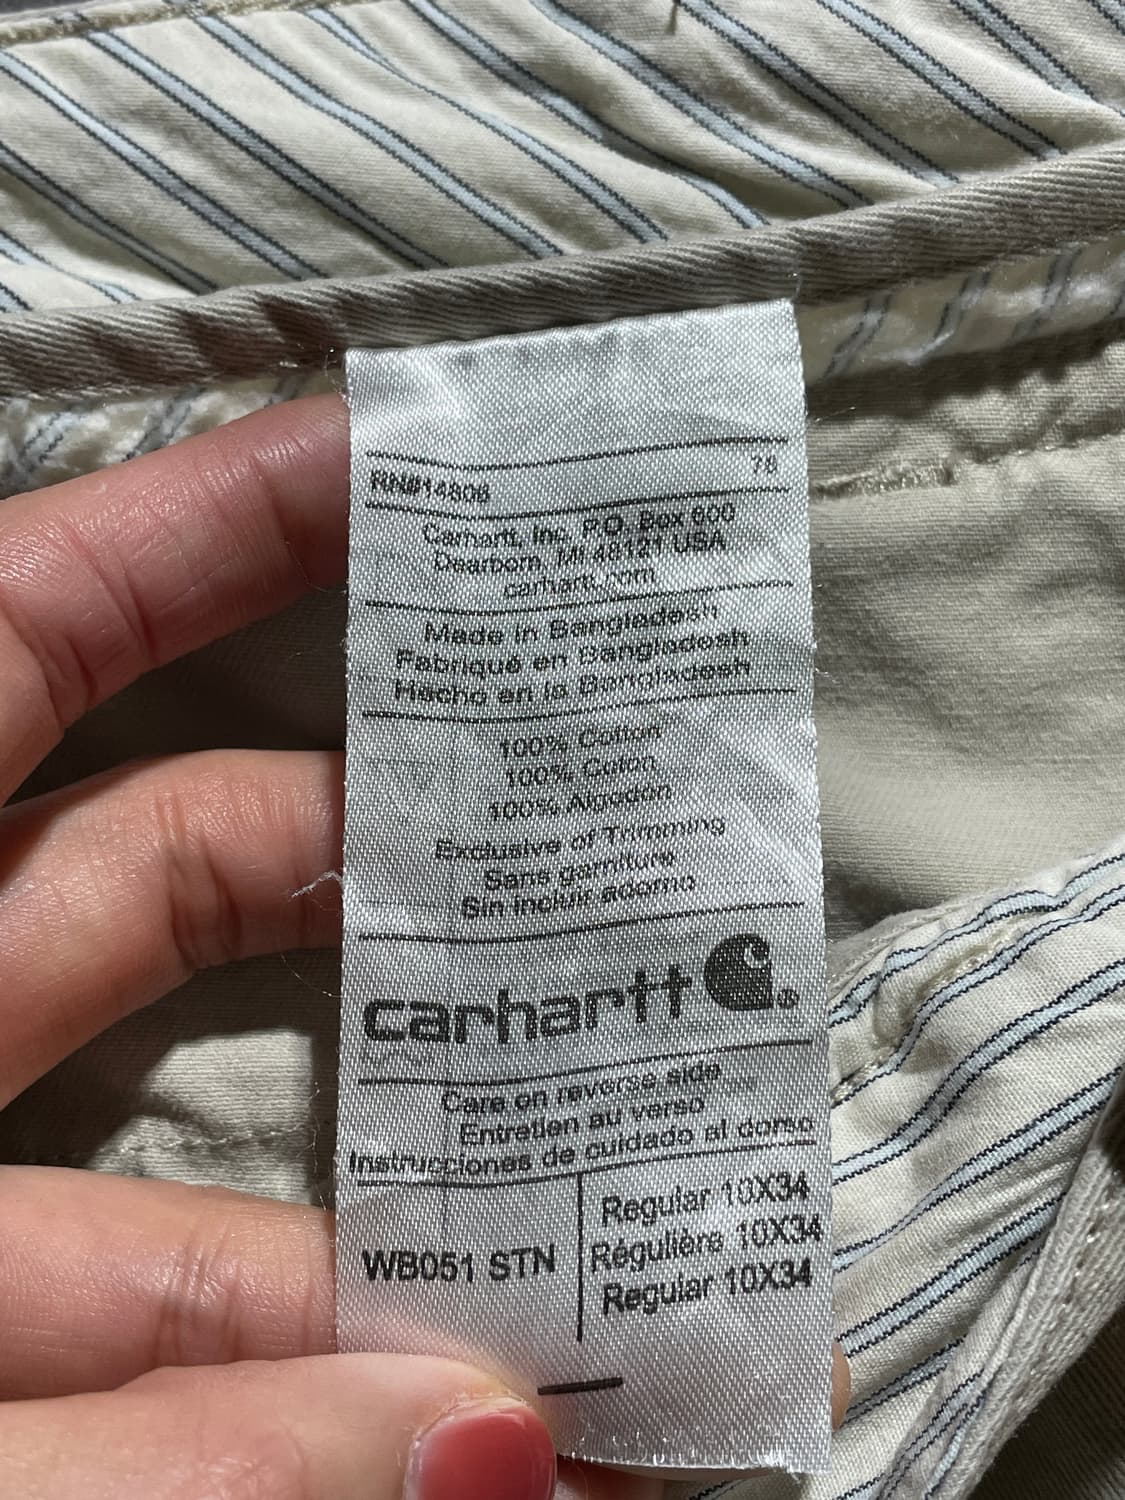 RN#14806 78
Carhartt, Inc. P.O. Box 600
Dearborn, MI 48121 USA
carhartt.com
Made in Bangladesh
Fabriqué en Bangladesh
Hecho en la Bangladesh
100% Cotton
100% Coton
100% Algodon
Exclusive of Trimming
Sans garniture
Sin incluir adorno
carhartt ®
Care on reverse side
Entretien au verso
Instrucciones de cuidado al dorso
WB051 STN
Regular 10X34
Régulière 10X34
Regular 10X34